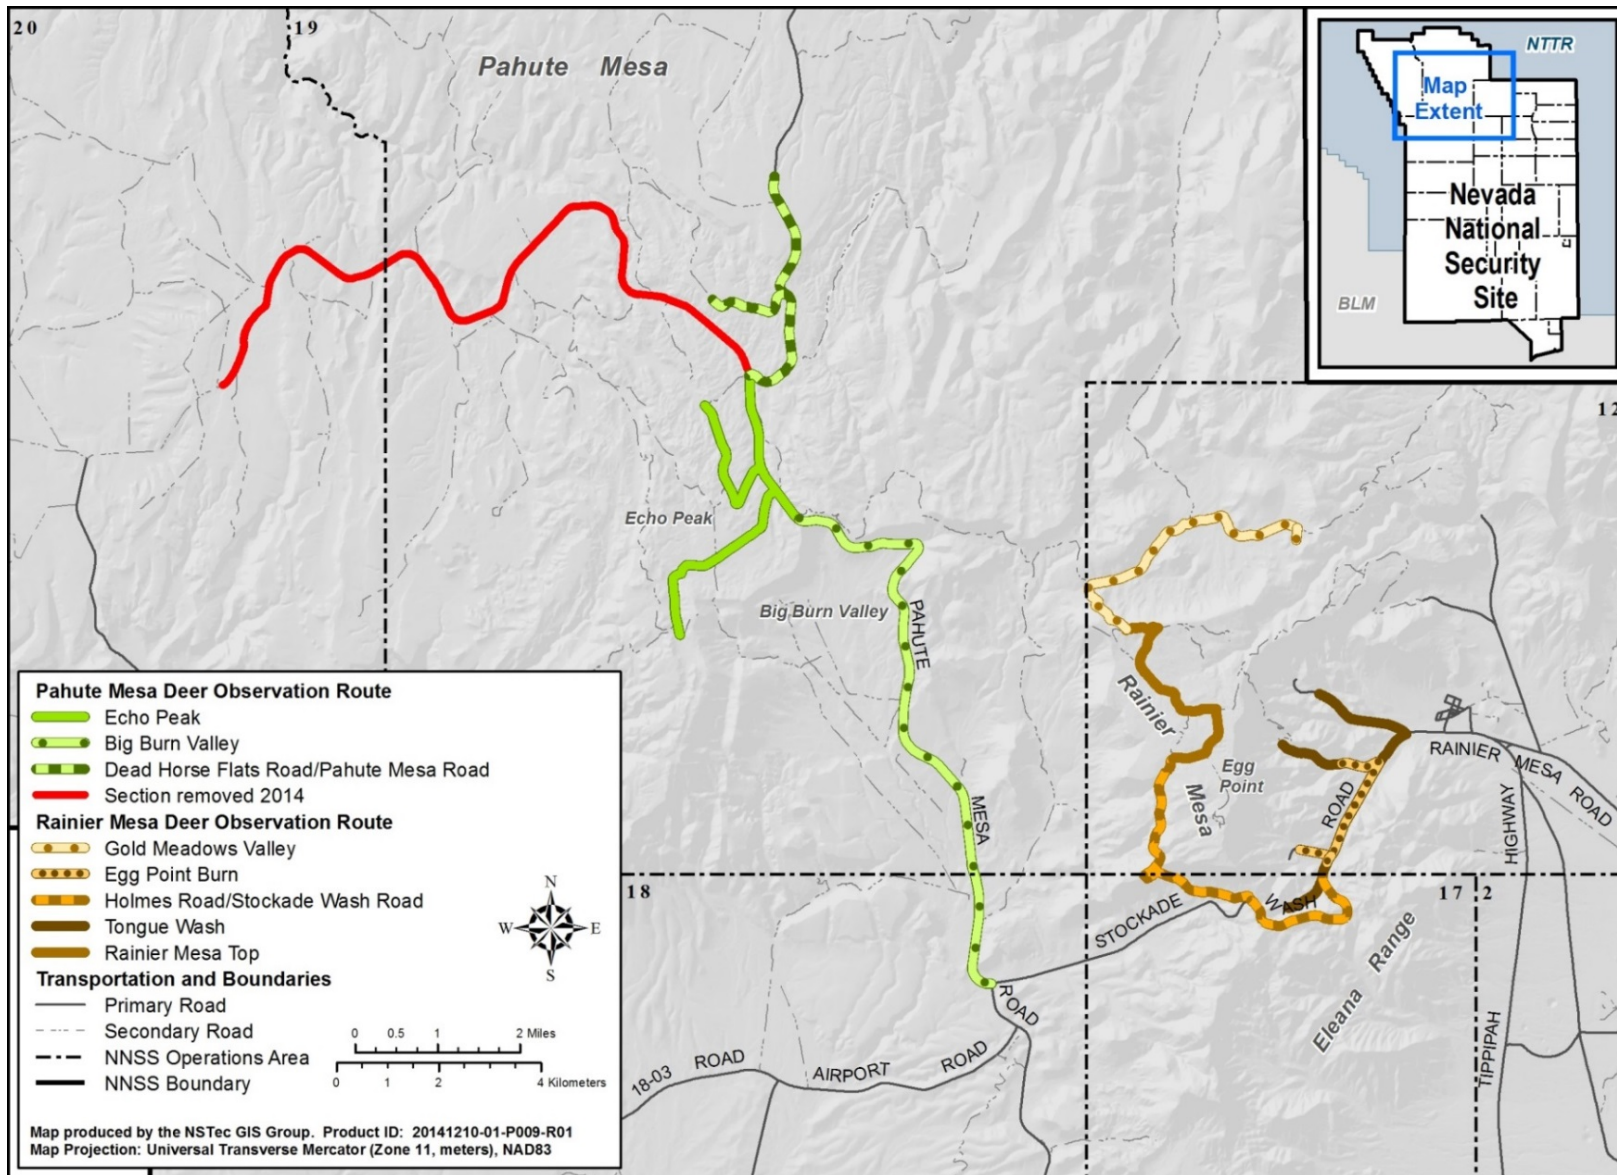 20
19
Pahute Mesa
NTTR
Map
Extent
Nevada
National
Security
Site
BLM
12
Echo Peak
Big Burn Valley
PAHUTE
MESA
ROAD
Rainier
Mesa
Egg
Point
RAINIER MESA ROAD
ROAD
HIGHWAY
TIPPIPAH
18
17
2
STOCKADE
WASH
Eleana Range
18-03 ROAD
AIRPORT ROAD
Pahute Mesa Deer Observation Route
Echo Peak
Big Burn Valley
Dead Horse Flats Road/Pahute Mesa Road
Section removed 2014
Rainier Mesa Deer Observation Route
Gold Meadows Valley
Egg Point Burn
Holmes Road/Stockade Wash Road
Tongue Wash
Rainier Mesa Top
Transportation and Boundaries
Primary Road
Secondary Road
NNSS Operations Area
NNSS Boundary
N
W E
S
0 0.5 1 2 Miles
0 1 2 4 Kilometers
Map produced by the NSTec GIS Group. Product ID: 20141210-01-P009-R01
Map Projection: Universal Transverse Mercator (Zone 11, meters), NAD83